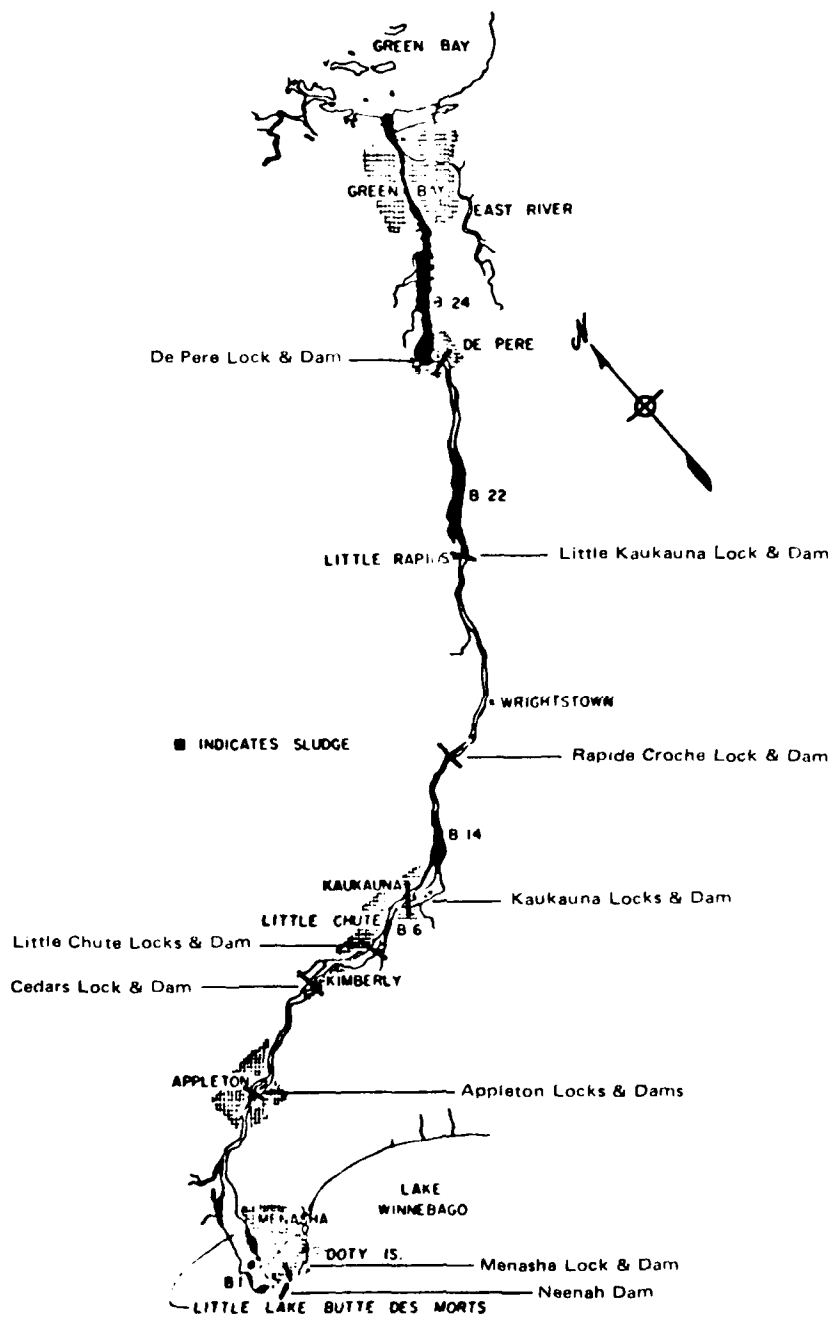 GREEN BAY
GREEN BAY
EAST RIVER
B 24
De Pere Lock & Dam
DE PERE
N
B 22
LITTLE RAPIDS
Little Kaukauna Lock & Dam
WRIGHTSTOWN
■ INDICATES SLUDGE
Rapide Croche Lock & Dam
B 14
KAUKAUNA
Kaukauna Locks & Dam
LITTLE CHUTE
B 6
Little Chute Locks & Dam
Cedars Lock & Dam
KIMBERLY
APPLETON
Appleton Locks & Dams
LAKE
WINNEBAGO
MENASHA
DOTY IS.
Menasha Lock & Dam
B 1
Neenah Dam
LITTLE LAKE BUTTE DES MORTS